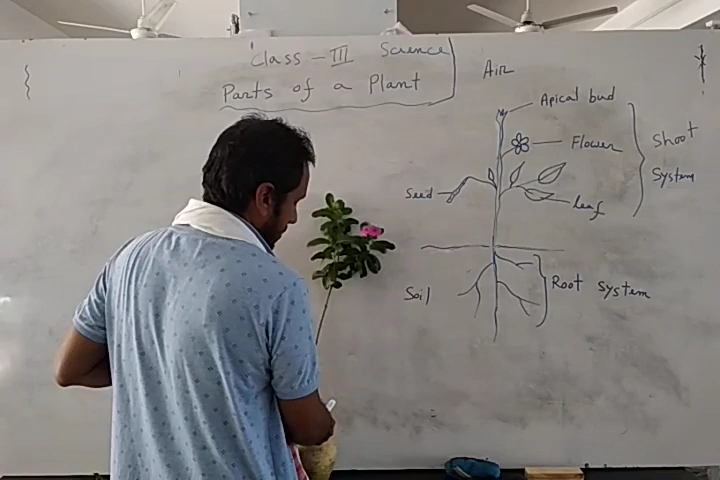 Class - III Science
Parts of a Plant
Air
Apical bud
Flower
Shoot
System
Seed
leaf
Soil
Root system